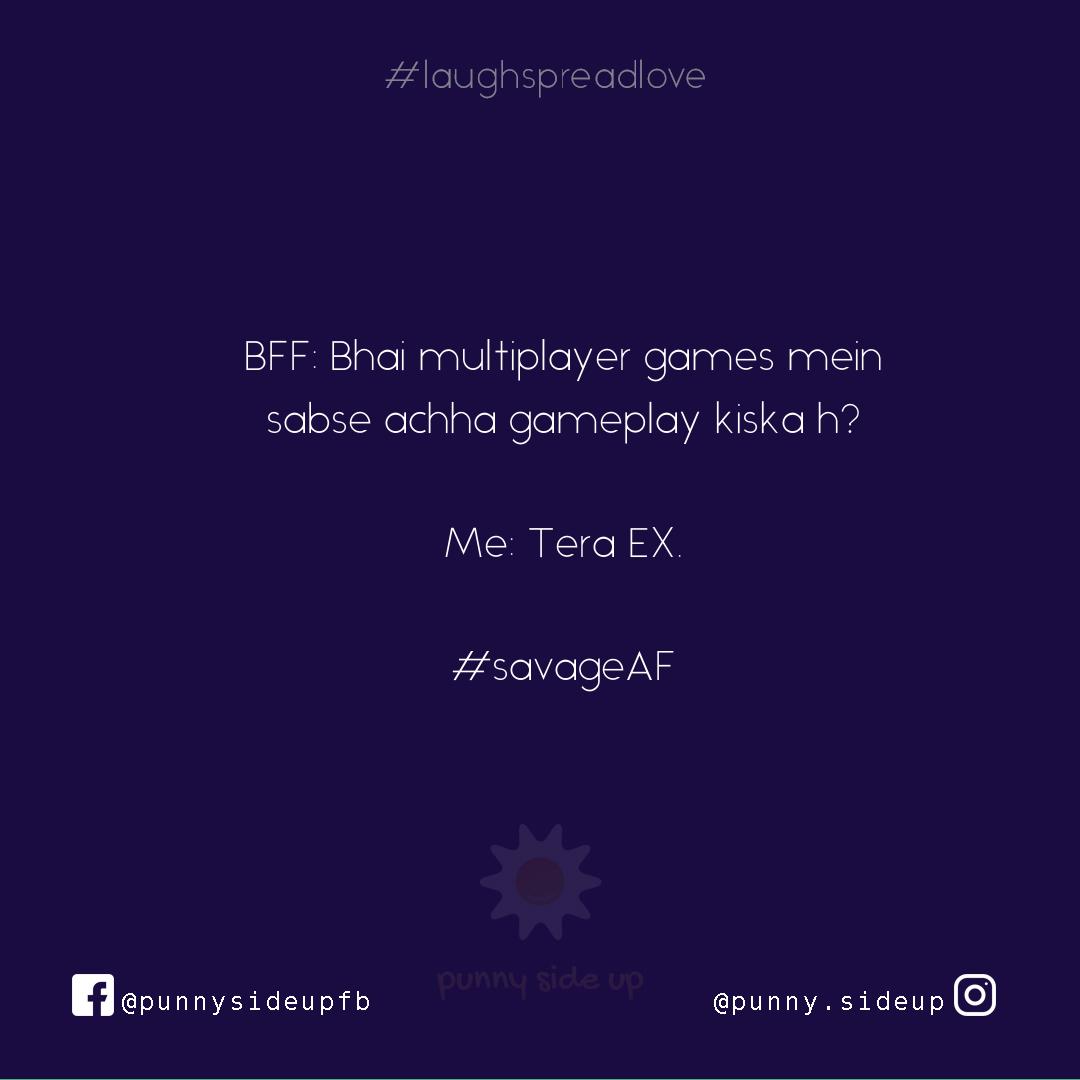 #laughspreadlove
BFF: Bhai multiplayer games mein
sabse achha gameplay kiska h?
Me: Tera EX.
#savageAF
punny side up
@punnysideupfb
@punny.sideup